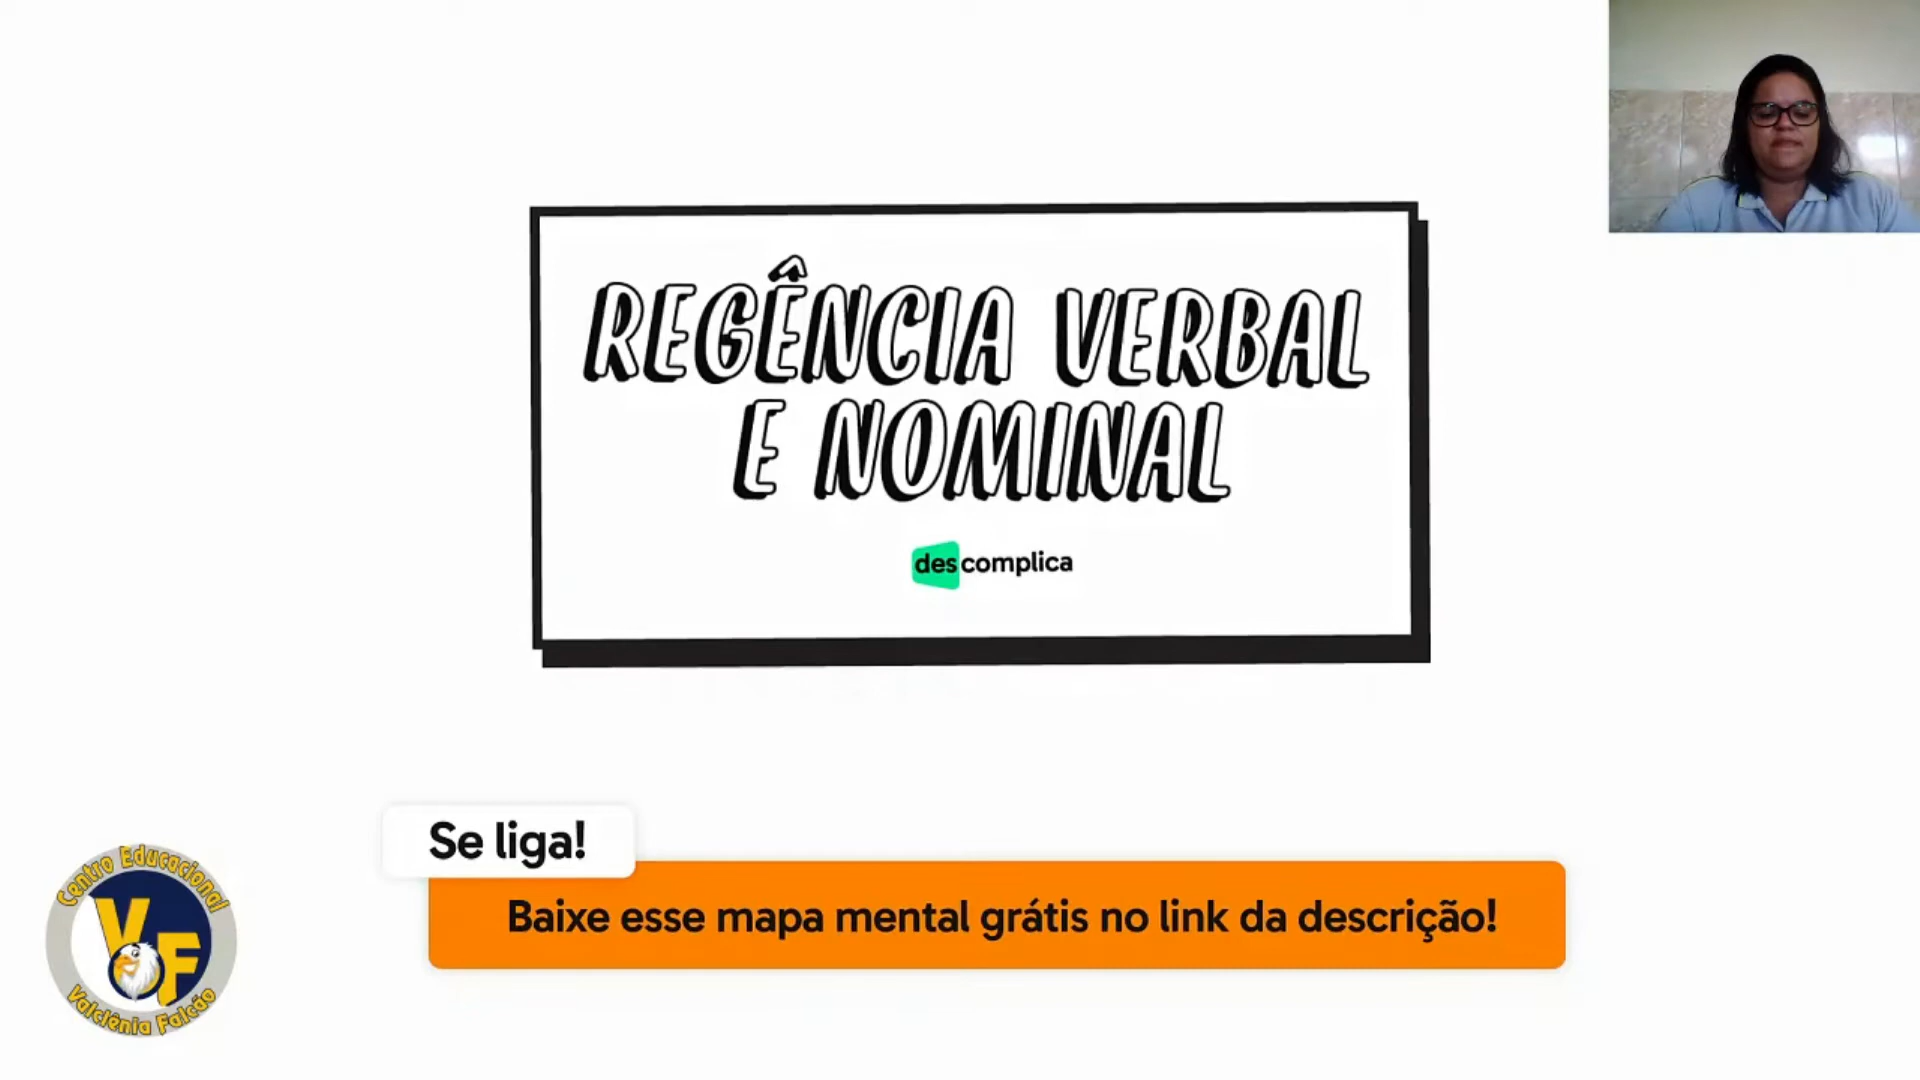 REGÊNCIA VERBAL
E NOMINAL
descomplica
Se liga!
Baixe esse mapa mental grátis no link da descrição!
Centro Educacional
VF
Valclênia Falcão